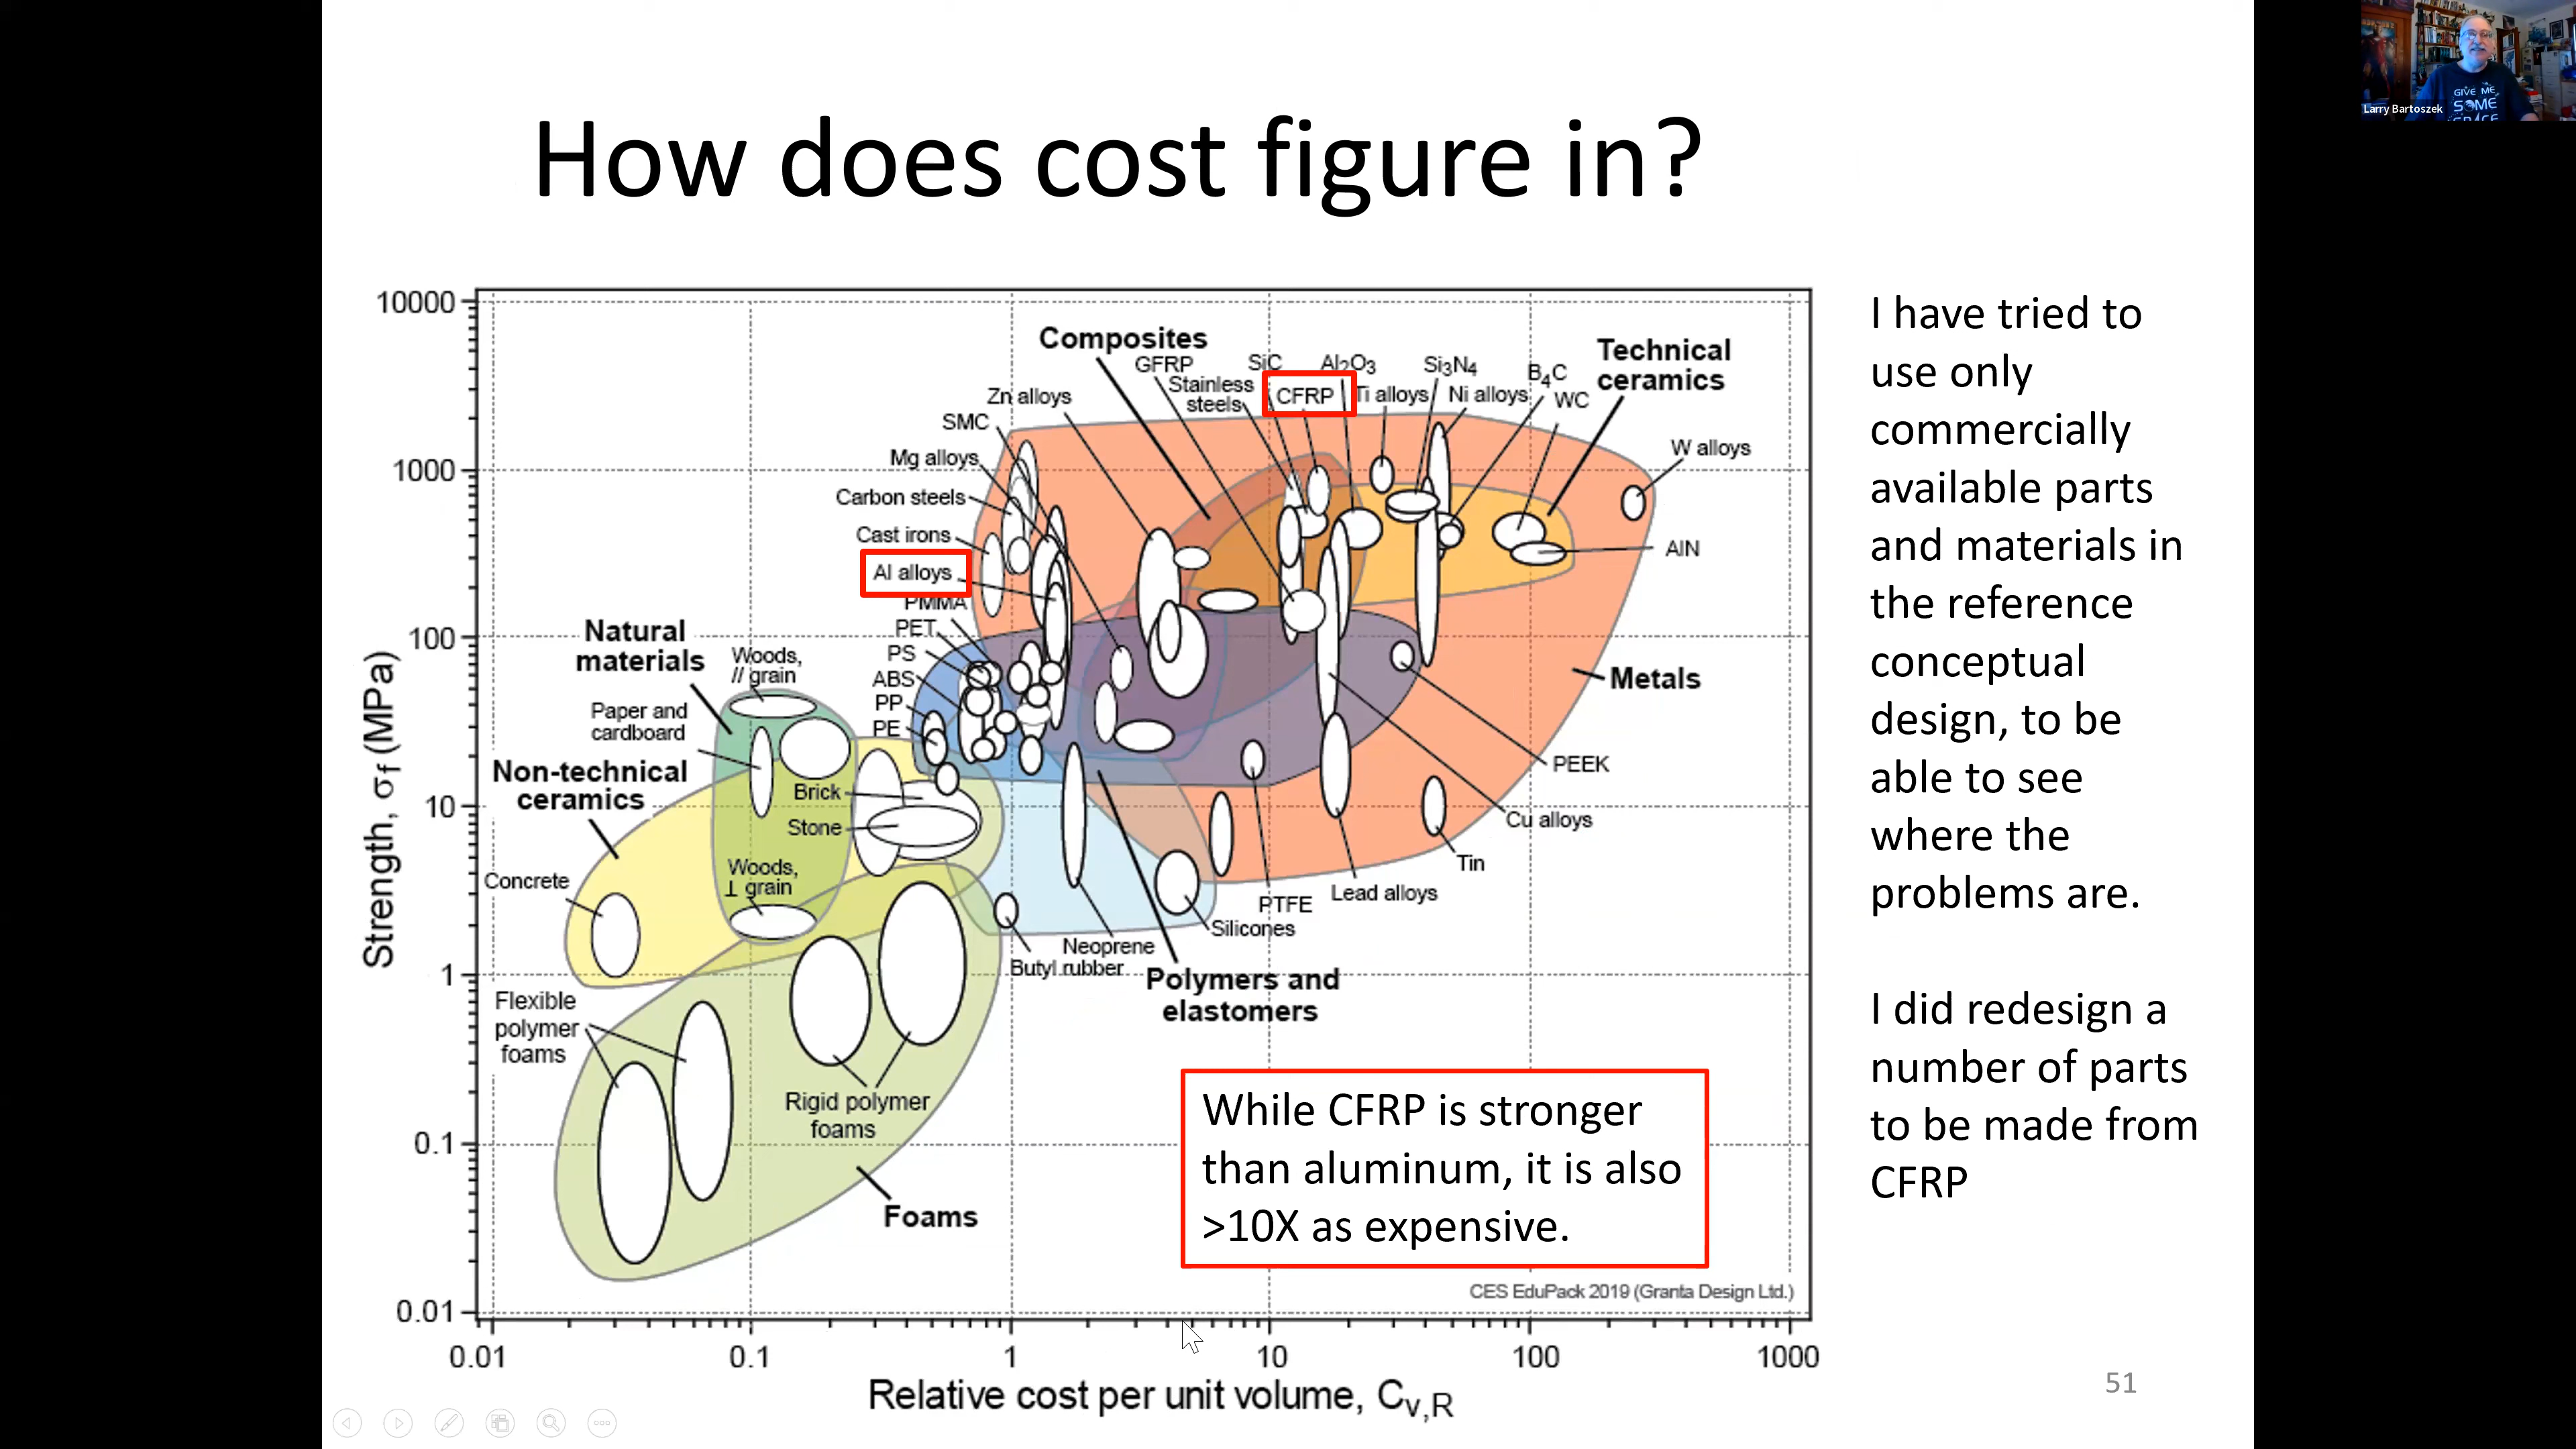 How does cost figure in?
Larry Bartoszek
GIVE ME
SOME
SPACE
10000
1000
100
10
1
0.1
0.01
Strength, σf (MPa)
0.01
0.1
1
10
100
1000
Relative cost per unit volume, Cv,R
Composites
GFRP
SiC
Al2O3
Si3N4
B4C
Technical
ceramics
Stainless
steels
CFRP
Ti alloys
Ni alloys
WC
Zn alloys
SMC
W alloys
Mg alloys
Carbon steels
Cast irons
AlN
Al alloys
PMMA
PET
PS
ABS
PP
PE
Natural
materials
Woods,
// grain
Metals
Paper and
cardboard
Non-technical
ceramics
PEEK
Brick
Stone
Cu alloys
Tin
Woods,
⊥ grain
Concrete
Lead alloys
PTFE
Silicones
Neoprene
Butyl rubber
Polymers and
elastomers
Flexible
polymer
foams
Rigid polymer
foams
Foams
While CFRP is stronger
than aluminum, it is also
>10X as expensive.
CES EduPack 2019 (Granta Design Ltd.)
I have tried to
use only
commercially
available parts
and materials in
the reference
conceptual
design, to be
able to see
where the
problems are.
I did redesign a
number of parts
to be made from
CFRP
51